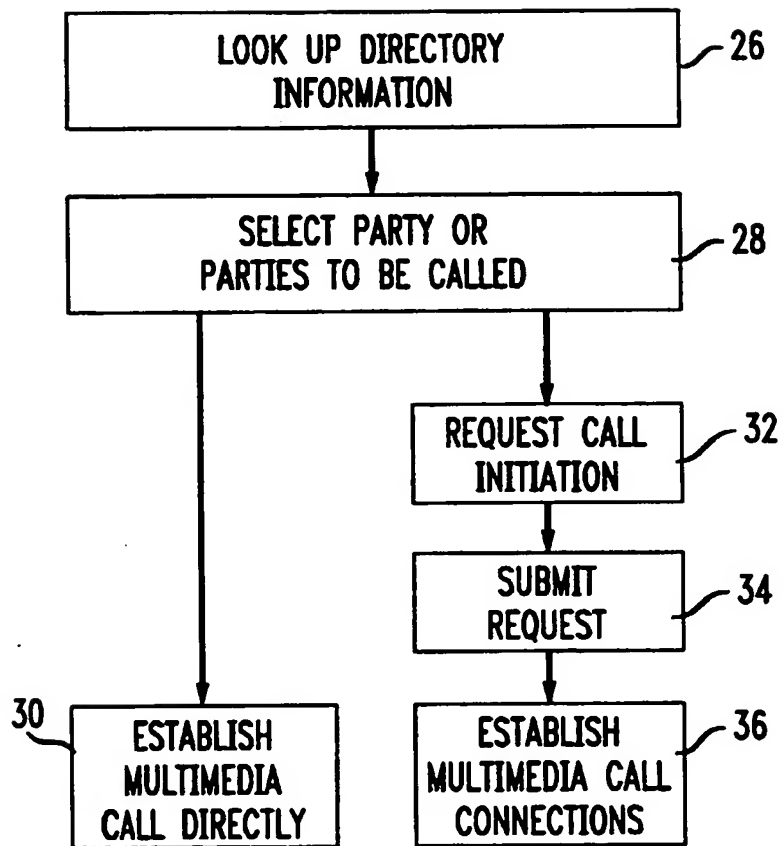 LOOK UP DIRECTORY
INFORMATION
26
SELECT PARTY OR
PARTIES TO BE CALLED
28
REQUEST CALL
INITIATION
32
SUBMIT
REQUEST
34
30
ESTABLISH
MULTIMEDIA
CALL DIRECTLY
ESTABLISH
MULTIMEDIA CALL
CONNECTIONS
36